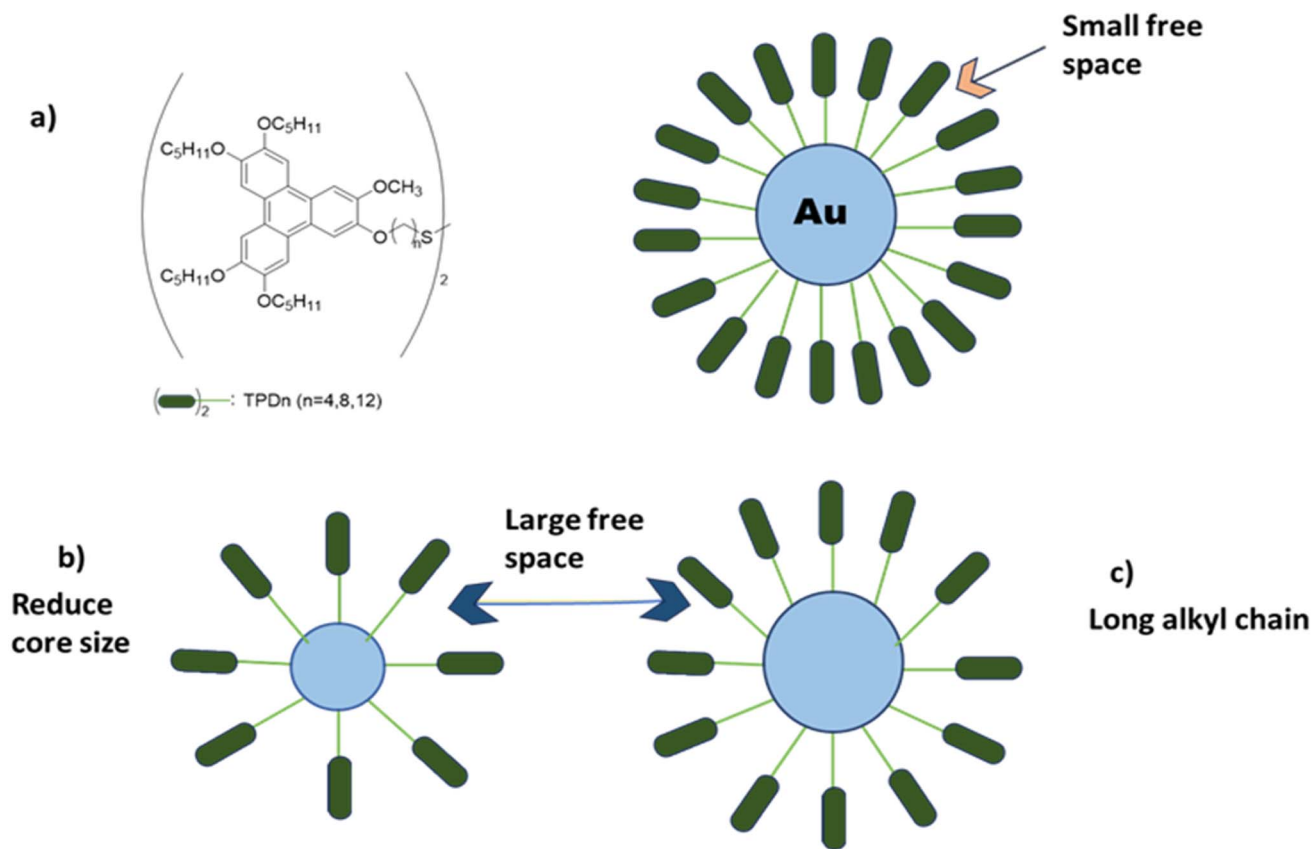 a)
OC₅H₁₁
C₅H₁₁O
OCH₃
O
n
S
C₅H₁₁O
OC₅H₁₁
2
( )₂ : TPDn (n=4,8,12)
Small free
space
Au
b)
Reduce
core size
Large free
space
c)
Long alkyl chain